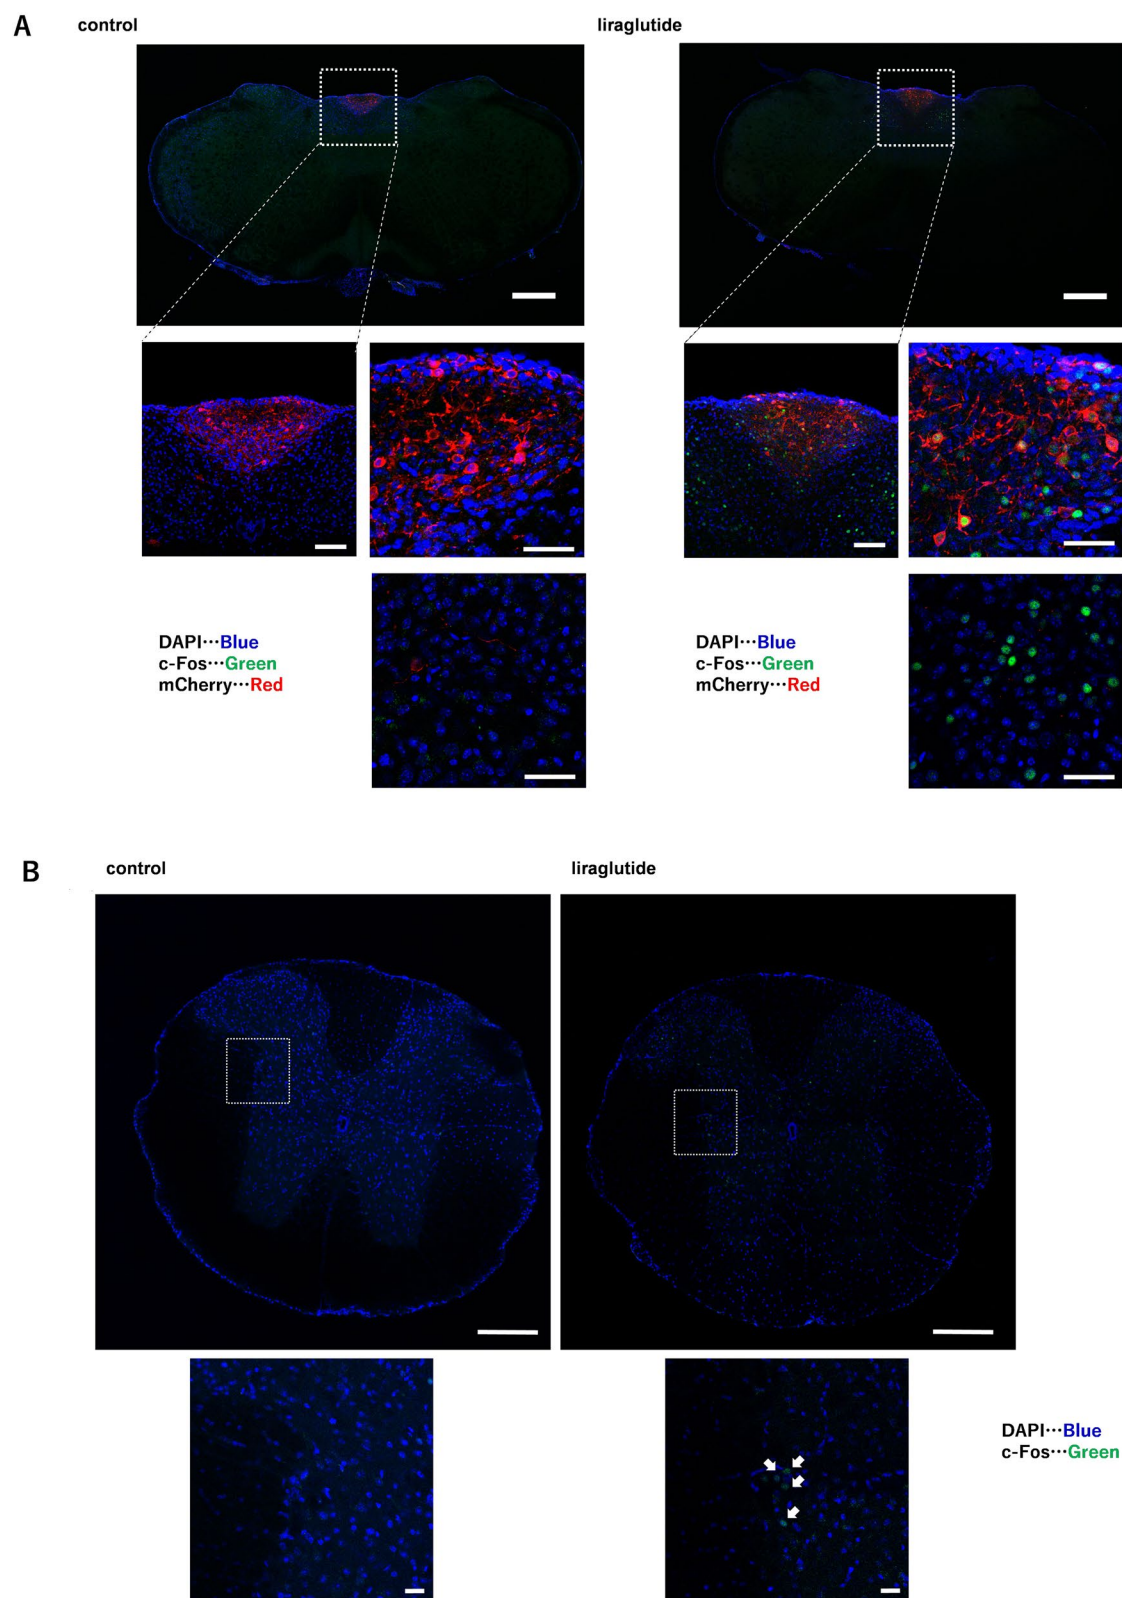 A
control
liraglutide
DAPI···Blue
c-Fos···Green
mCherry···Red
DAPI···Blue
c-Fos···Green
mCherry···Red
B
control
liraglutide
DAPI···Blue
c-Fos···Green